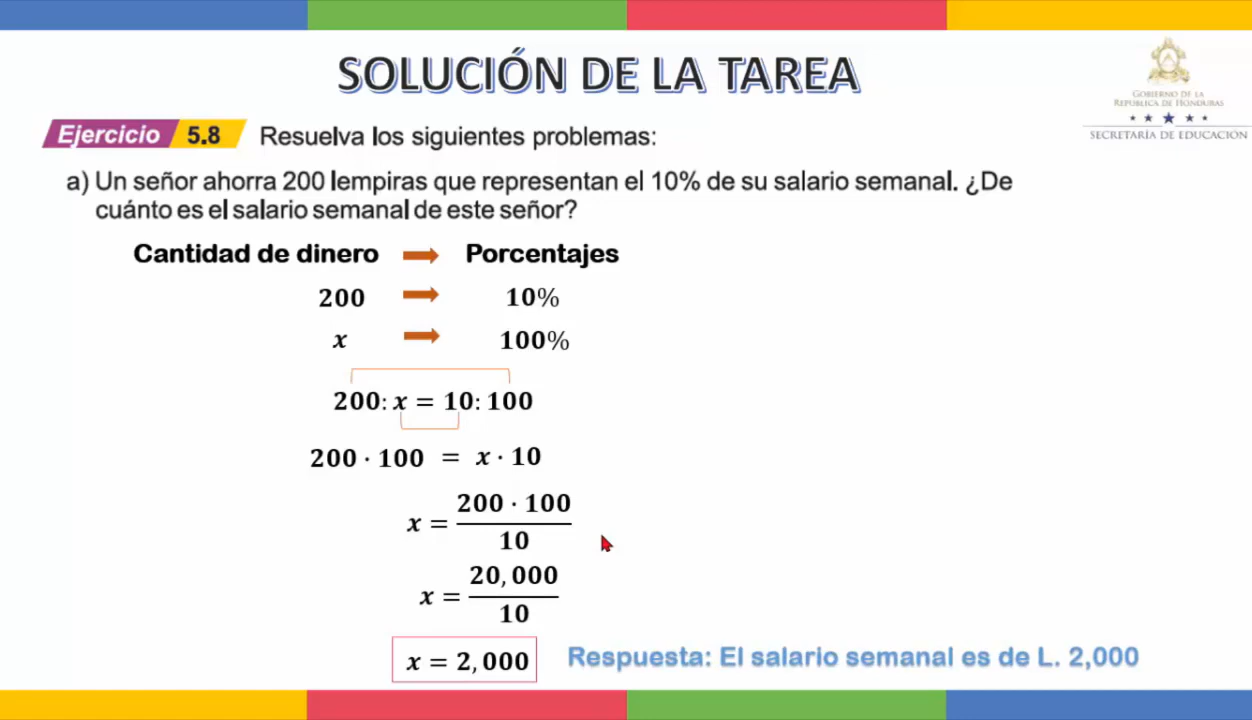 SOLUCIÓN DE LA TAREA
GOBIERNO DE LA
REPÚBLICA DE HONDURAS
SECRETARÍA DE EDUCACIÓN
Ejercicio 5.8 Resuelva los siguientes problemas:
a) Un señor ahorra 200 lempiras que representan el 10% de su salario semanal. ¿De
cuánto es el salario semanal de este señor?
Cantidad de dinero ➡ Porcentajes
200 ➡ 10%
x ➡ 100%
200: x = 10: 100
200 · 100 = x · 10
x = 200 · 100 / 10
x = 20,000 / 10
x = 2,000
Respuesta: El salario semanal es de L. 2,000